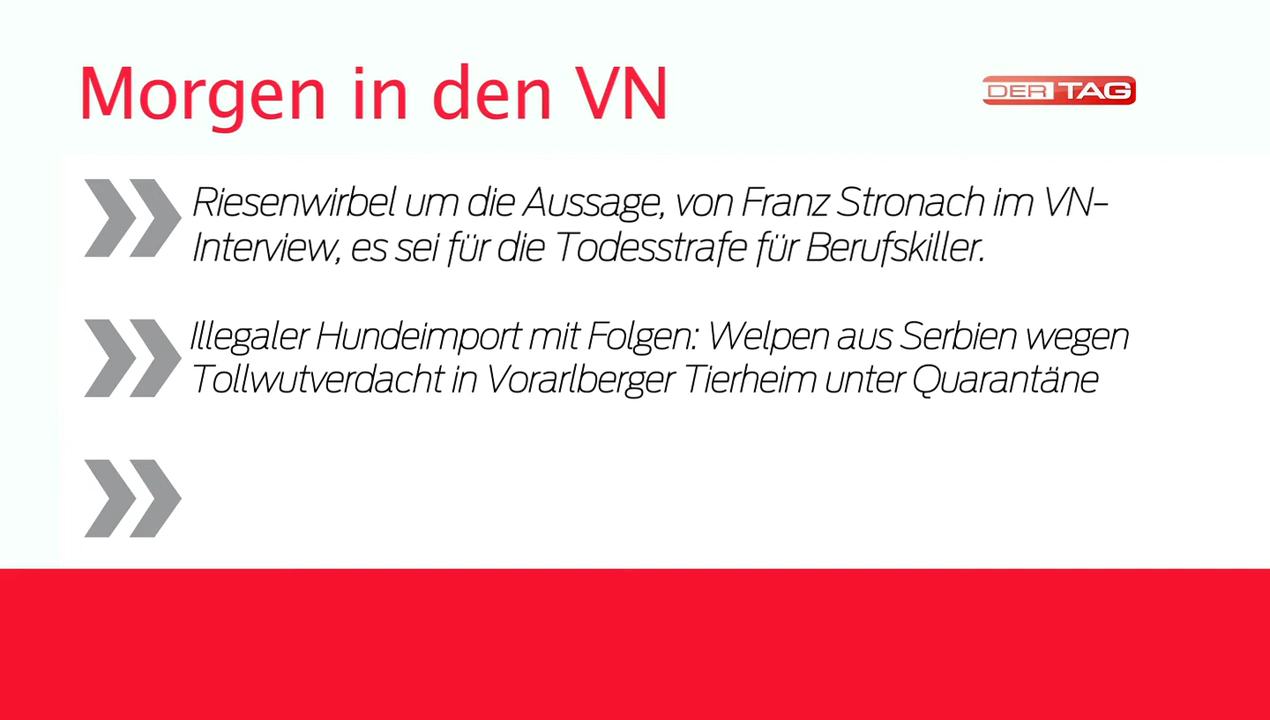 Morgen in den VN
DER TAG
Riesenwirbel um die Aussage, von Franz Stronach im VN-
Interview, es sei für die Todesstrafe für Berufskiller.
Illegaler Hundeimport mit Folgen: Welpen aus Serbien wegen
Tollwutverdacht in Vorarlberger Tierheim unter Quarantäne